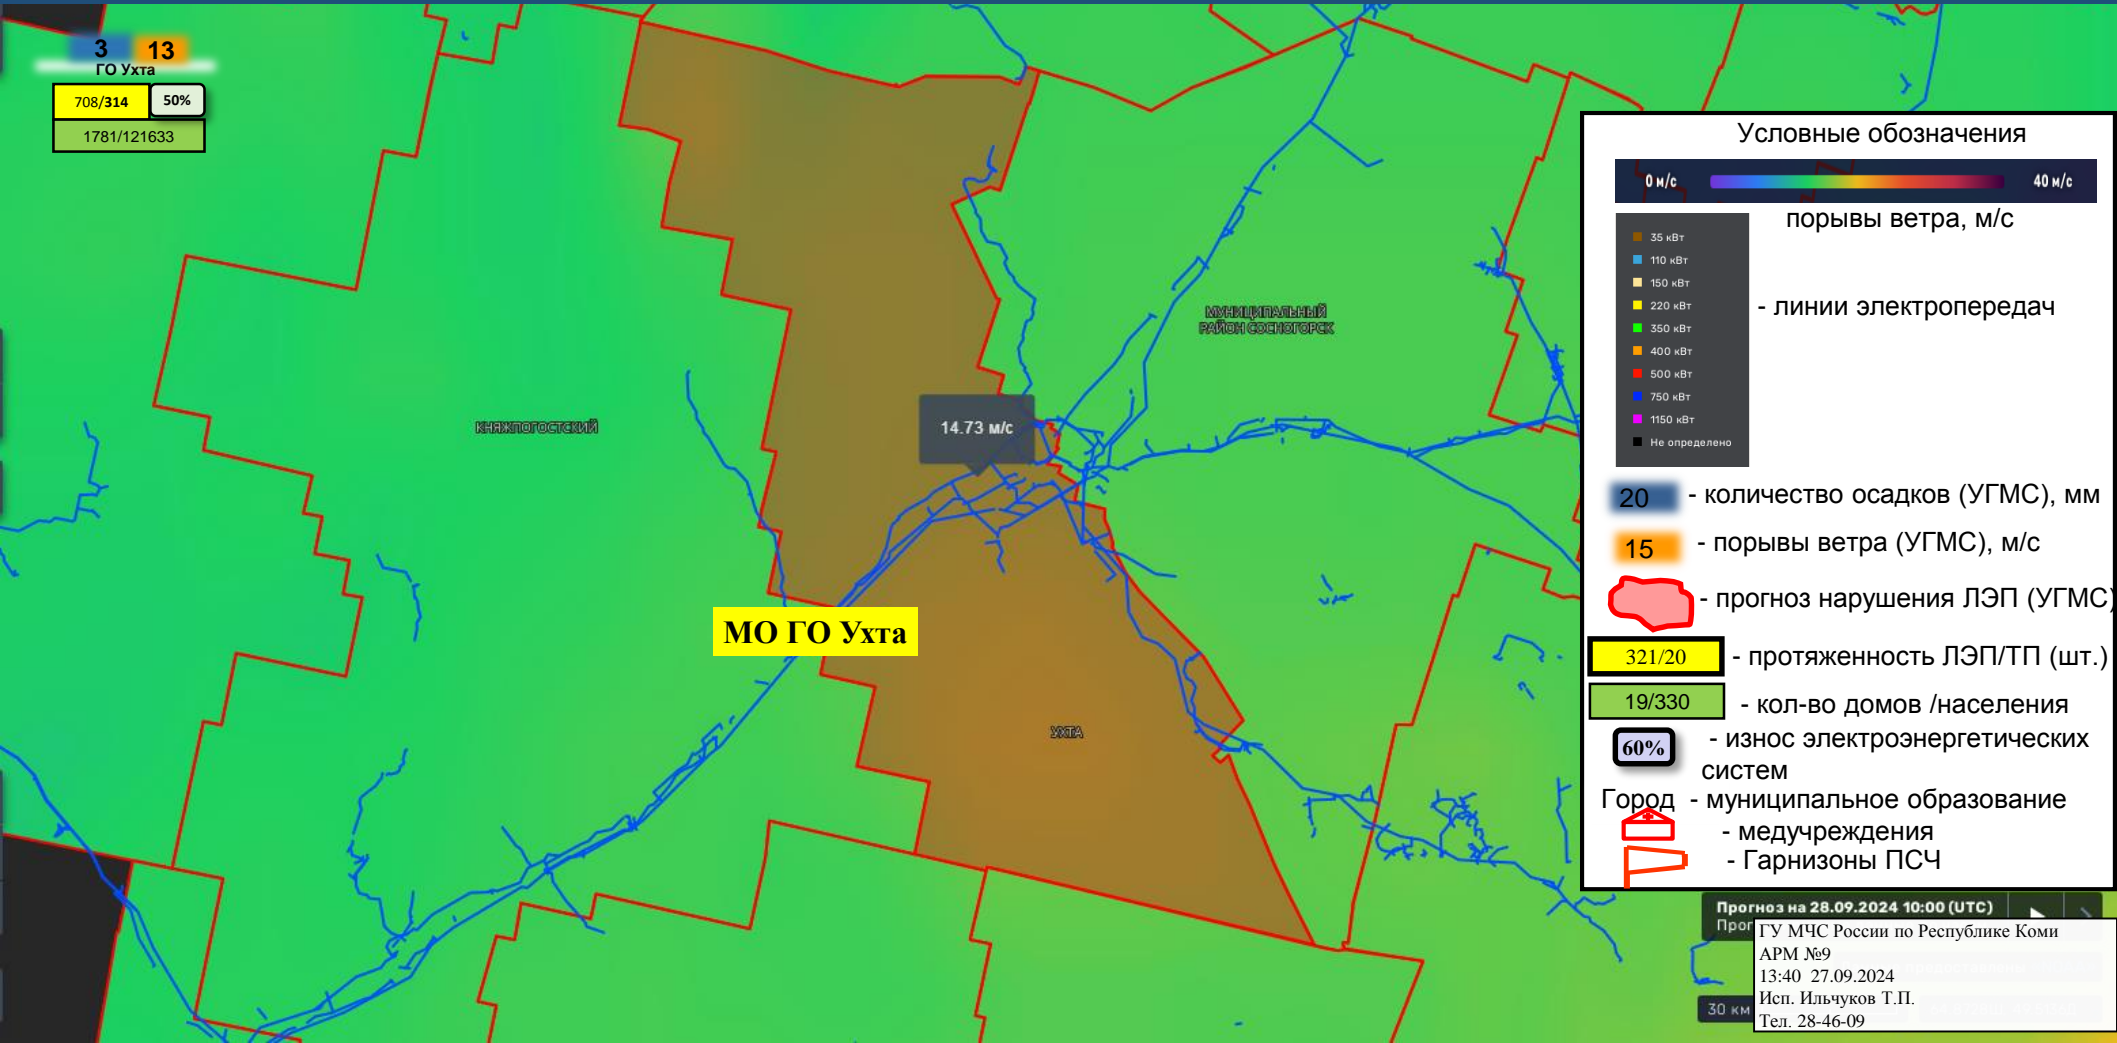 3 13
ГО Ухта
708/314 50%
1781/121633
КНЯЖПОГОСТСКИЙ
МУНИЦИПАЛЬНЫЙ
РАЙОН СОСНОГОРСК
14.73 м/с
МО ГО Ухта
УХТА
Условные обозначения
0 м/с 40 м/с
порывы ветра, м/с
35 кВт
110 кВт
150 кВт
220 кВт
350 кВт
400 кВт
500 кВт
750 кВт
1150 кВт
Не определено
- линии электропередач
20 - количество осадков (УГМС), мм
15 - порывы ветра (УГМС), м/с
- прогноз нарушения ЛЭП (УГМС)
321/20 - протяженность ЛЭП/ТП (шт.)
19/330 - кол-во домов /населения
60% - износ электроэнергетических
систем
Город - муниципальное образование
- медучреждения
- Гарнизоны ПСЧ
Прогноз на 28.09.2024 10:00 (UTC)
ГУ МЧС России по Республике Коми
АРМ №9
13:40 27.09.2024
Исп. Ильчуков Т.П.
Тел. 28-46-09
30 км